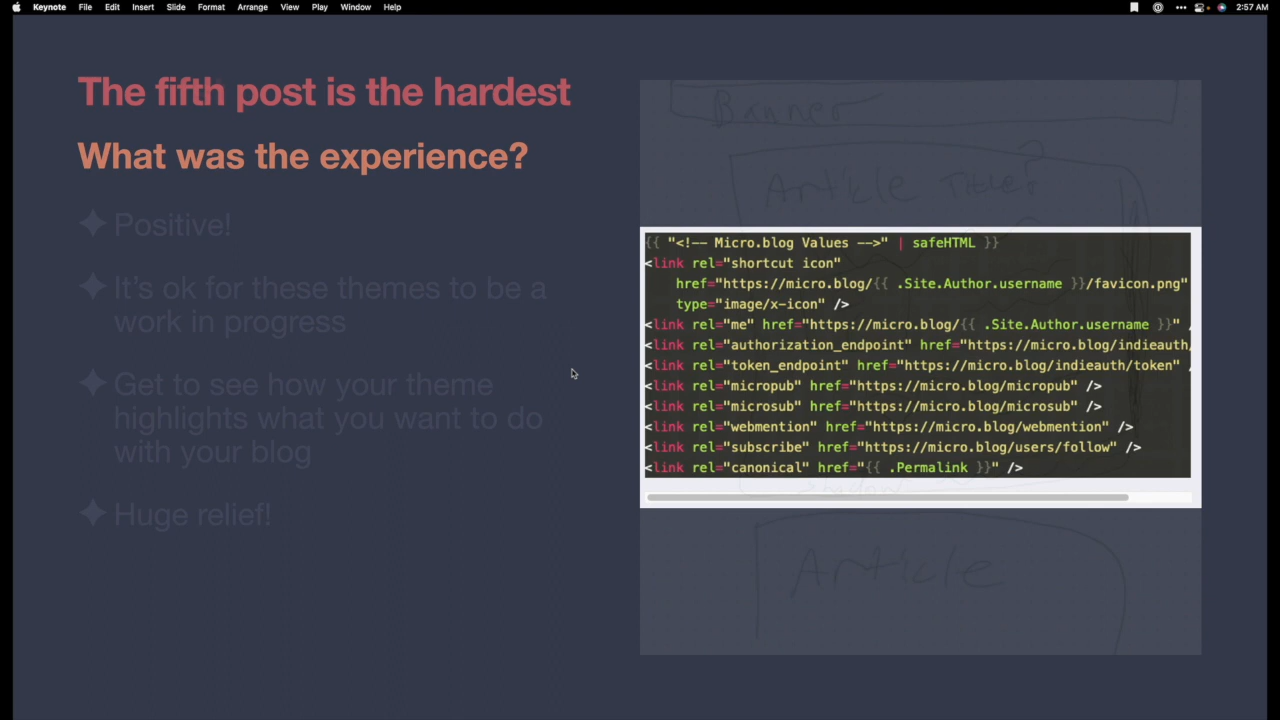 Keynote File Edit Insert Slide Format Arrange View Play Window Help 2:57 AM
The fifth post is the hardest
What was the experience?
✦ Positive!
✦ It's ok for these themes to be a
work in progress
✦ Get to see how your theme
highlights what you want to do
with your blog
✦ Huge relief!
Banner
Article Title?
{{ "<!-- Micro.blog Values -->" | safeHTML }}
<link rel="shortcut icon"
href="https://micro.blog/{{ .Site.Author.username }}/favicon.png"
type="image/x-icon" />
<link rel="me" href="https://micro.blog/{{ .Site.Author.username }}" /
<link rel="authorization_endpoint" href="https://micro.blog/indieauth/
<link rel="token_endpoint" href="https://micro.blog/indieauth/token" /
<link rel="micropub" href="https://micro.blog/micropub" />
<link rel="microsub" href="https://micro.blog/microsub" />
<link rel="webmention" href="https://micro.blog/webmention" />
<link rel="subscribe" href="https://micro.blog/users/follow" />
<link rel="canonical" href="{{ .Permalink }}" />
shadow
Article